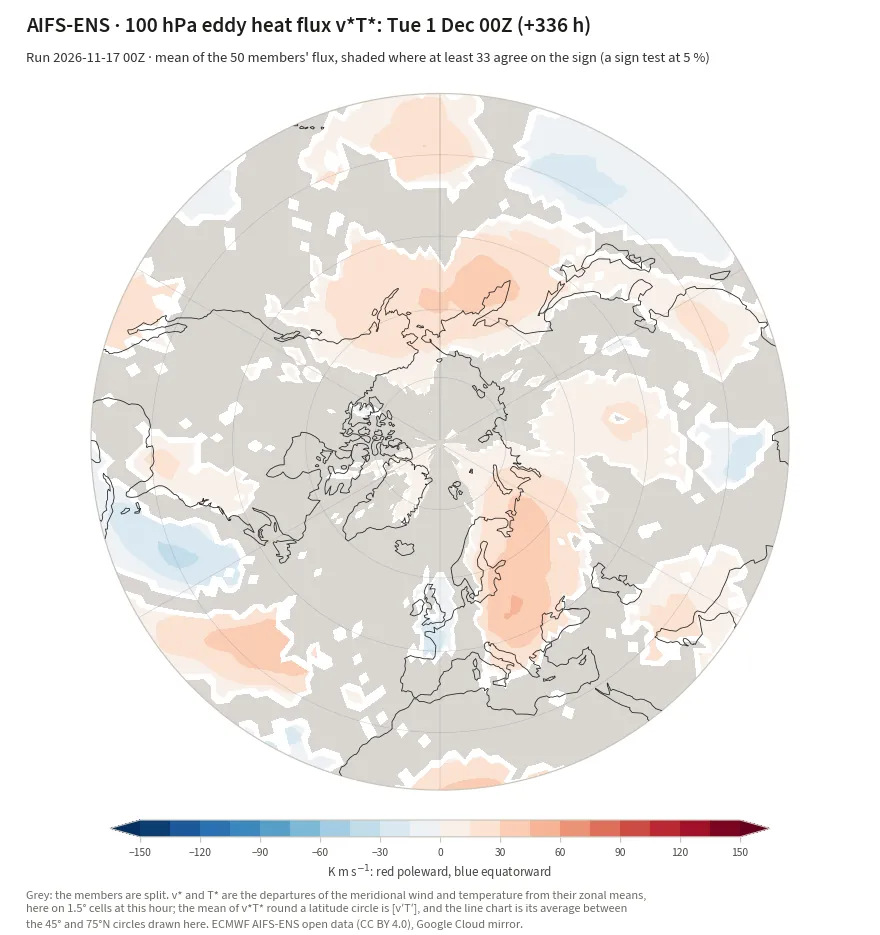 AIFS-ENS · 100 hPa eddy heat flux v*T*: Tue 1 Dec 00Z (+336 h)
Run 2026-11-17 00Z · mean of the 50 members' flux, shaded where at least 33 agree on the sign (a sign test at 5 %)
−150 −120 −90 −60 −30 0 30 60 90 120 150
K m s⁻¹: red poleward, blue equatorward
Grey: the members are split. v* and T* are the departures of the meridional wind and temperature from their zonal means,
here on 1.5° cells at this hour; the mean of v*T* round a latitude circle is [v'T'], and the line chart is its average between
the 45° and 75°N circles drawn here. ECMWF AIFS-ENS open data (CC BY 4.0), Google Cloud mirror.